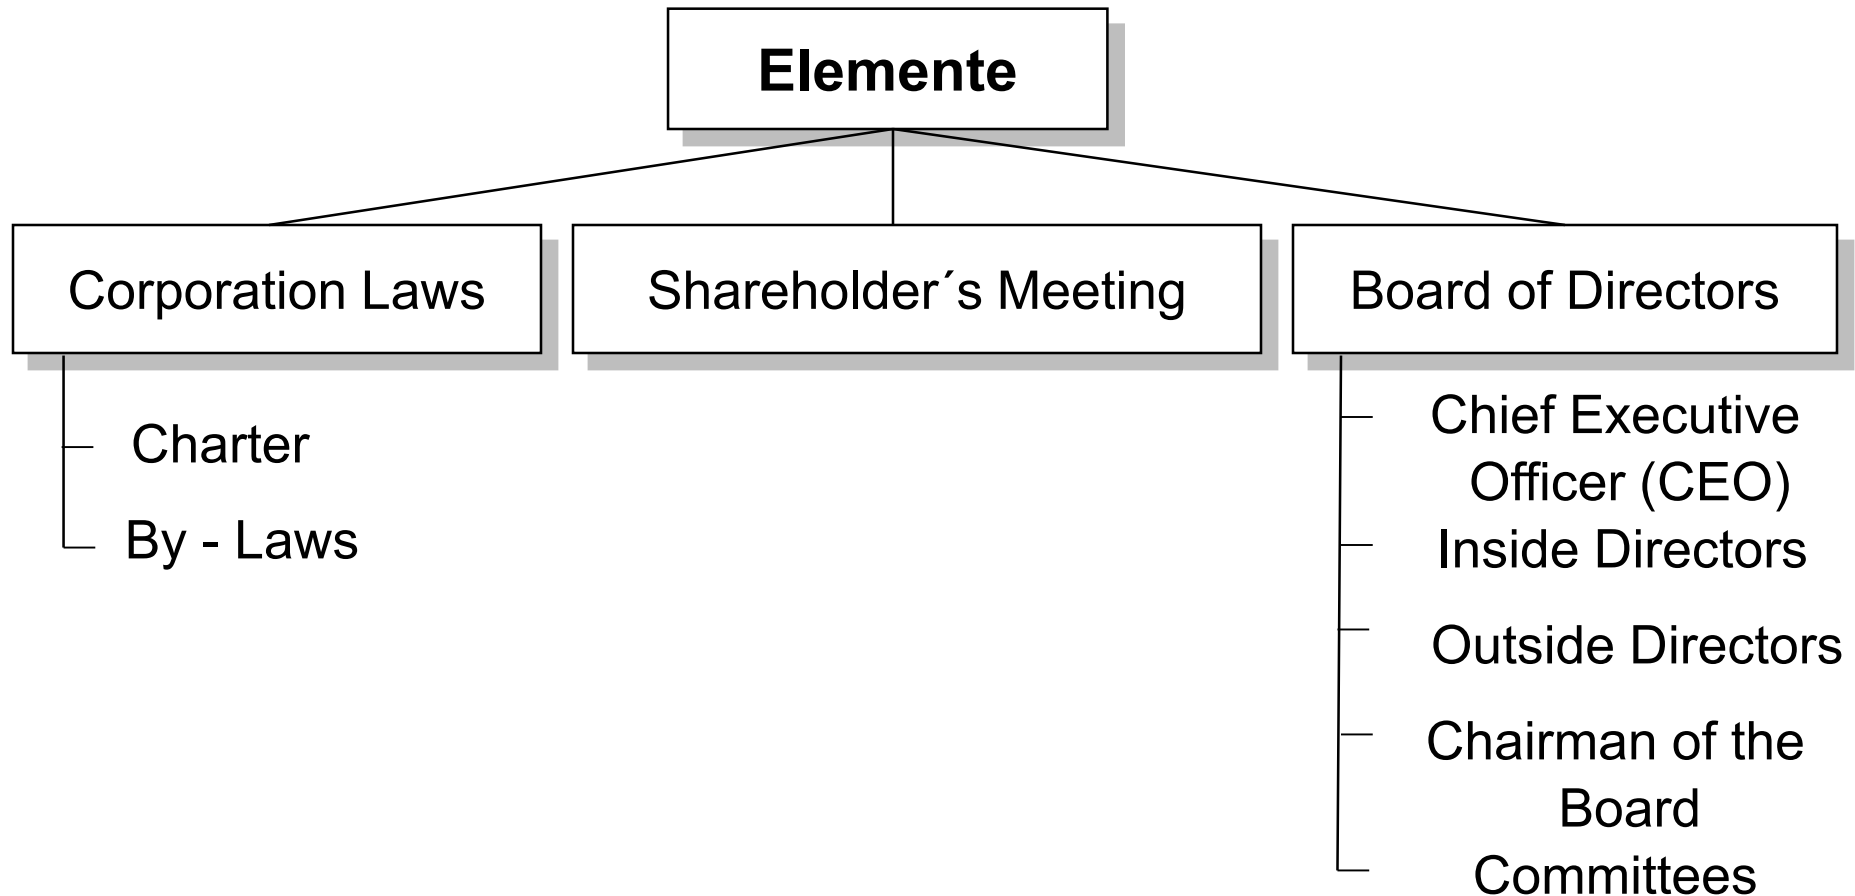 Elemente
Corporation Laws
Shareholder´s Meeting
Board of Directors
Charter
By - Laws
Chief Executive
Officer (CEO)
Inside Directors
Outside Directors
Chairman of the
Board
Committees